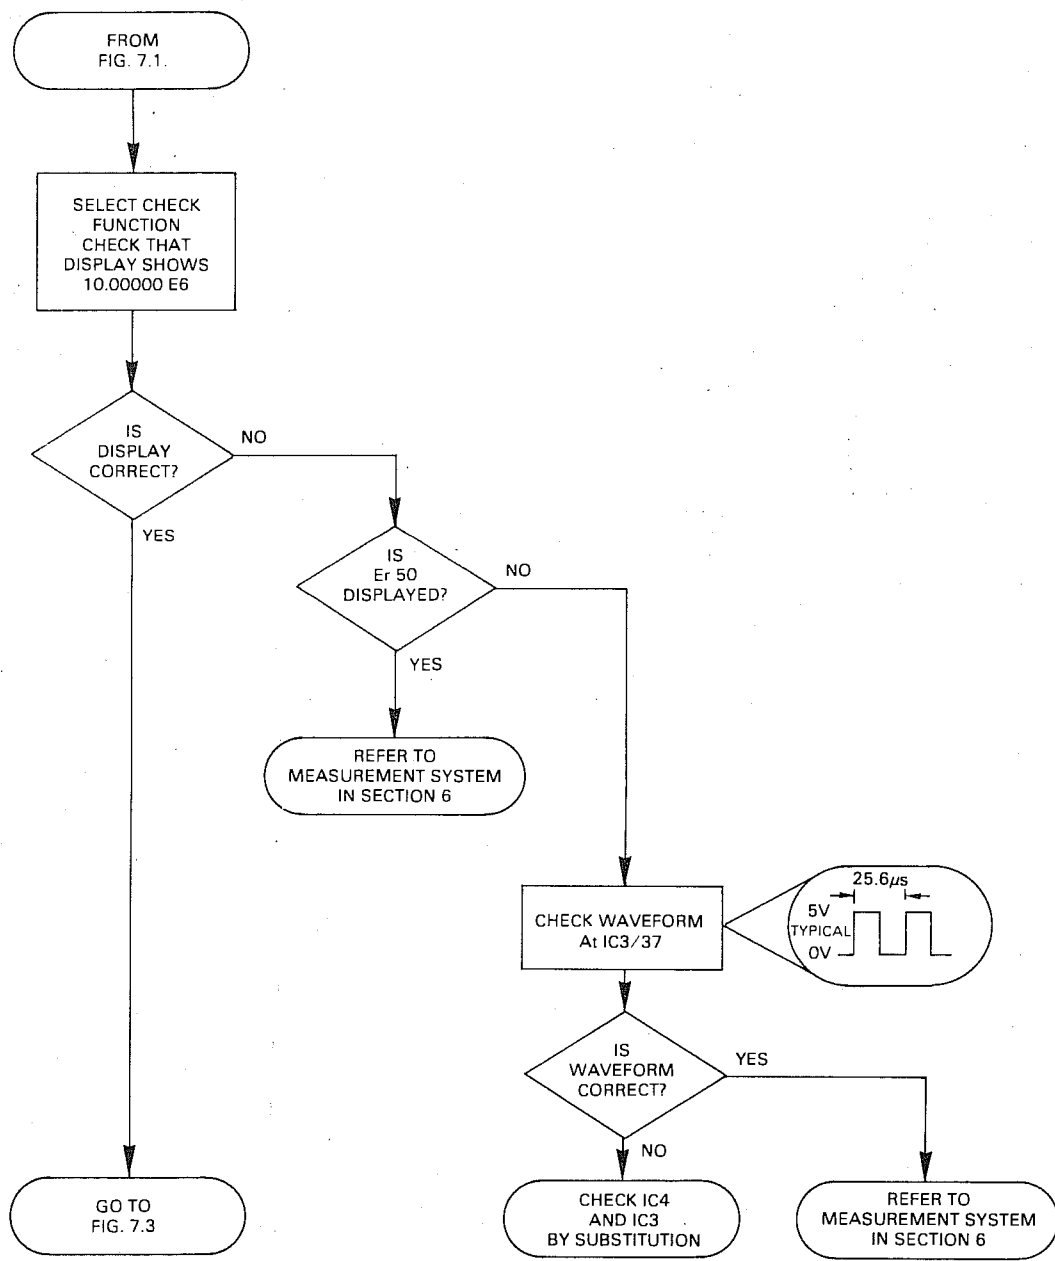 FROM
FIG. 7.1.
SELECT CHECK
FUNCTION
CHECK THAT
DISPLAY SHOWS
10.00000 E6
IS
DISPLAY
CORRECT?
NO
YES
IS
Er 50
DISPLAYED?
NO
YES
REFER TO
MEASUREMENT SYSTEM
IN SECTION 6
CHECK WAVEFORM
At IC3/37
25.6µs
5V
TYPICAL
0V
IS
WAVEFORM
CORRECT?
YES
NO
GO TO
FIG. 7.3
CHECK IC4
AND IC3
BY SUBSTITUTION
REFER TO
MEASUREMENT SYSTEM
IN SECTION 6